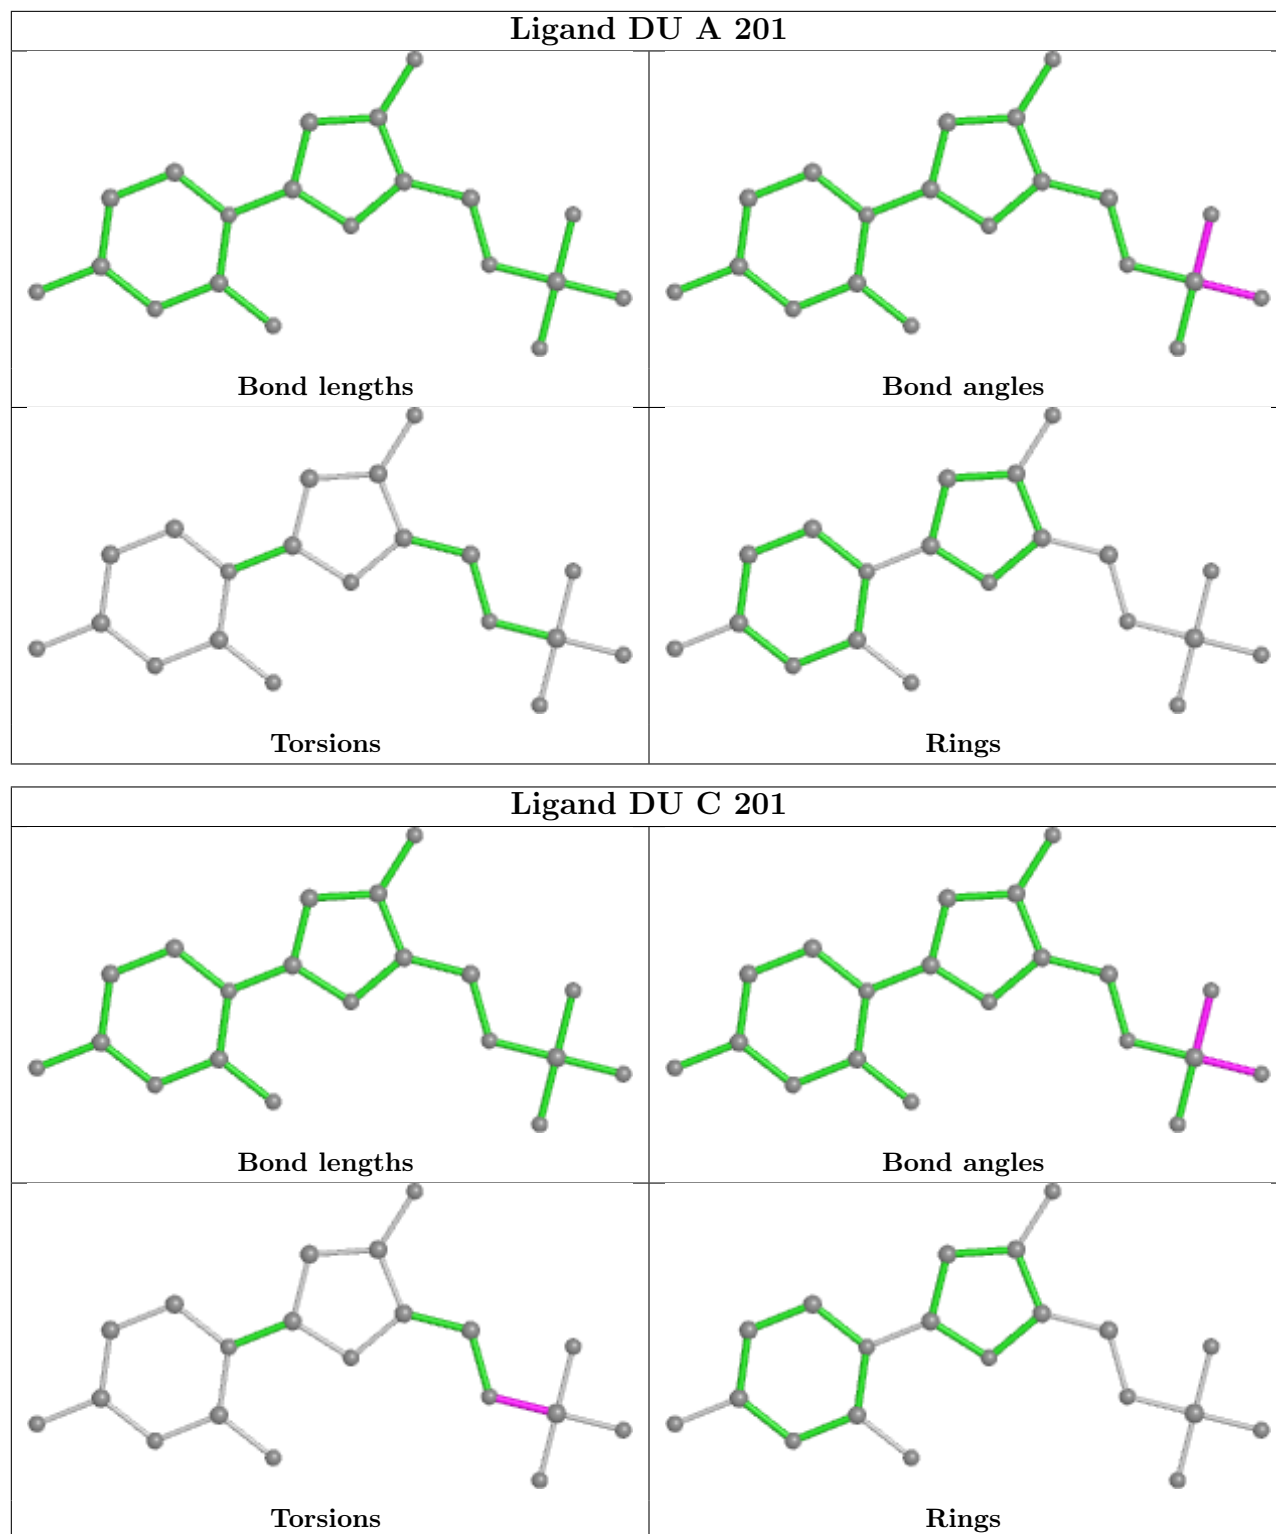 Ligand DU A 201
Bond lengths
Bond angles
Torsions
Rings
Ligand DU C 201
Bond lengths
Bond angles
Torsions
Rings